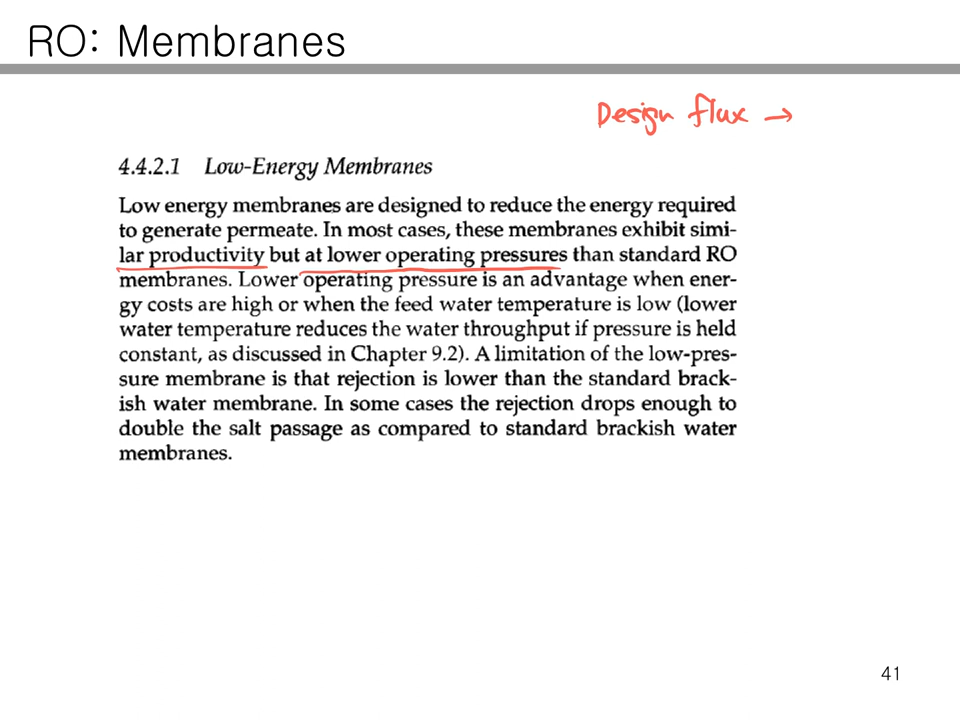 RO: Membranes
Design flux →
4.4.2.1 Low-Energy Membranes
Low energy membranes are designed to reduce the energy required
to generate permeate. In most cases, these membranes exhibit simi-
lar productivity but at lower operating pressures than standard RO
membranes. Lower operating pressure is an advantage when ener-
gy costs are high or when the feed water temperature is low (lower
water temperature reduces the water throughput if pressure is held
constant, as discussed in Chapter 9.2). A limitation of the low-pres-
sure membrane is that rejection is lower than the standard brack-
ish water membrane. In some cases the rejection drops enough to
double the salt passage as compared to standard brackish water
membranes.
41